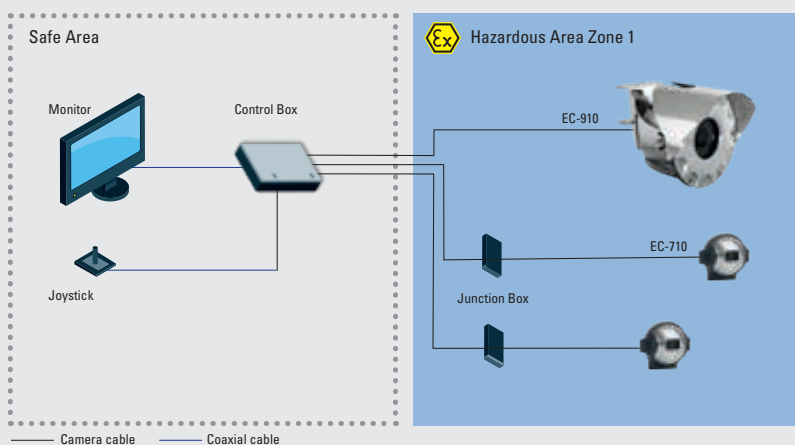 Safe Area
Ex Hazardous Area Zone 1
Monitor
Control Box
EC-910
EC-710
Joystick
Junction Box
Camera cable
Coaxial cable